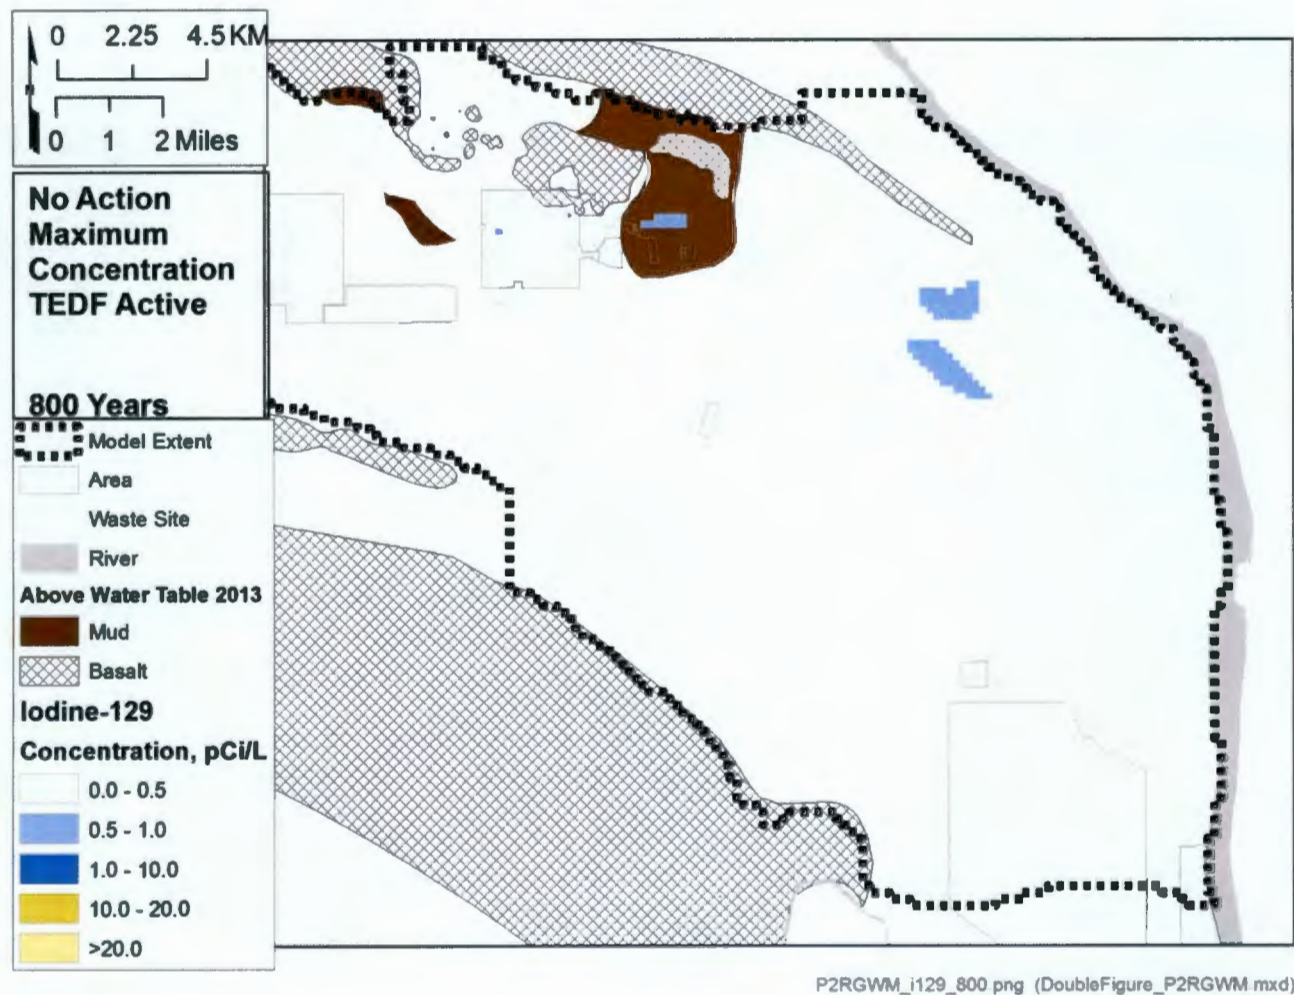 0 2.25 4.5 KM
0 1 2 Miles
No Action
Maximum
Concentration
TEDF Active
800 Years
Model Extent
Area
Waste Site
River
Above Water Table 2013
Mud
Basalt
Iodine-129
Concentration, pCi/L
0.0 - 0.5
0.5 - 1.0
1.0 - 10.0
10.0 - 20.0
>20.0
P2RGWM_i129_800 png (DoubleFigure_P2RGWM mxd)